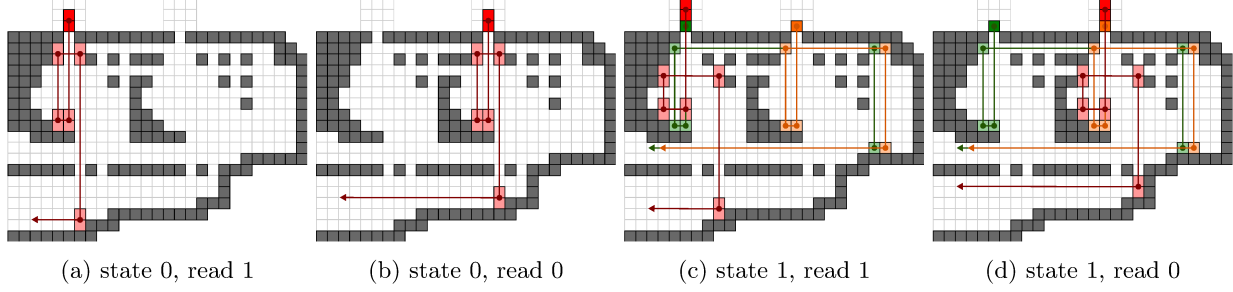 (a) state 0, read 1
(b) state 0, read 0
(c) state 1, read 1
(d) state 1, read 0